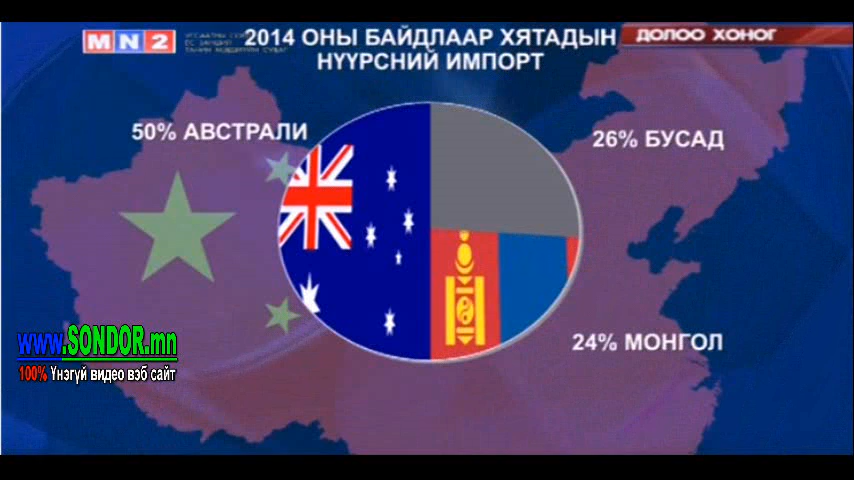 MN2
2014 ОНЫ БАЙДЛААР ХЯТАДЫН
НҮҮРСНИЙ ИМПОРТ
ДОЛОО ХОНОГ
50% АВСТРАЛИ
26% БУСАД
24% МОНГОЛ
www.SONDOR.mn
100% Үнэгүй видео вэб сайт